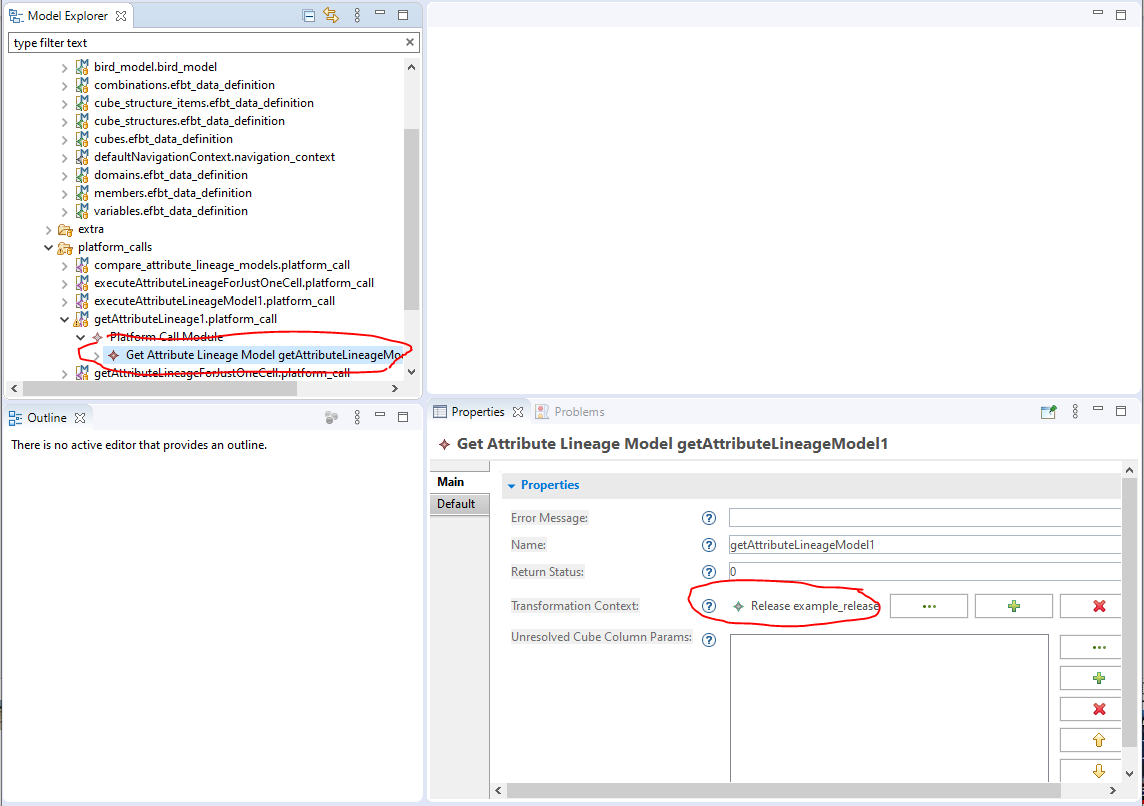 Model Explorer
type filter text
bird_model.bird_model
combinations.efbt_data_definition
cube_structure_items.efbt_data_definition
cube_structures.efbt_data_definition
cubes.efbt_data_definition
defaultNavigationContext.navigation_context
domains.efbt_data_definition
members.efbt_data_definition
variables.efbt_data_definition
extra
platform_calls
compare_attribute_lineage_models.platform_call
executeAttributeLineageForJustOneCell.platform_call
executeAttributeLineageModel1.platform_call
getAttributeLineage1.platform_call
Platform Call Module
Get Attribute Lineage Model getAttributeLineageMo
getAttributeLineageForJustOneCell.platform_call
Outline
There is no active editor that provides an outline.
Properties
Problems
Get Attribute Lineage Model getAttributeLineageModel1
Main
Default
Properties
Error Message:
Name:
getAttributeLineageModel1
Return Status:
0
Transformation Context:
Release example_release
Unresolved Cube Column Params: